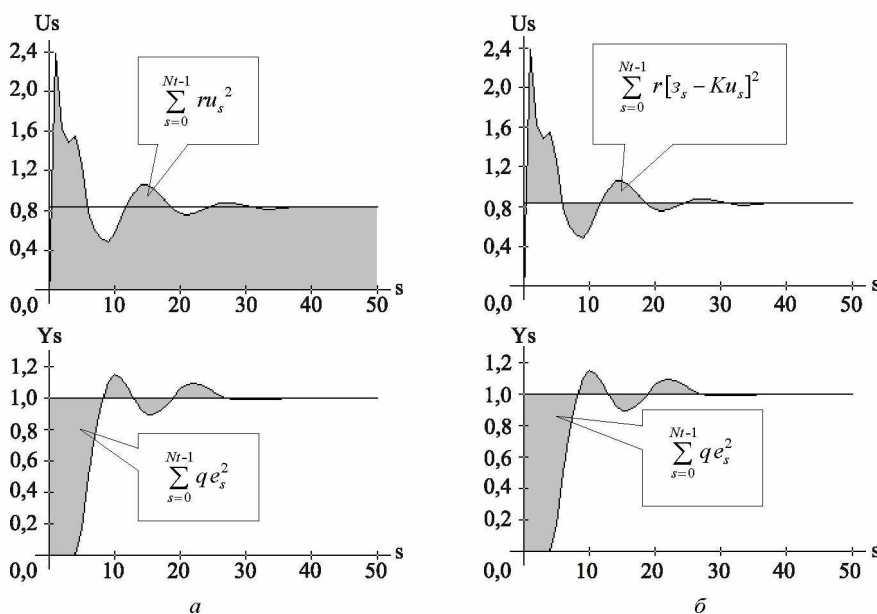 Us
2,4
2,0
1,6
1,2
0,8
0,4
0,0
10 20 30 40 50 s
Nt-1
∑ ru_s^2
s=0
Ys
1,2
1,0
0,8
0,6
0,4
0,2
0,0
10 20 30 40 50 s
Nt-1
∑ qe_s^2
s=0
а
Us
2,4
2,0
1,6
1,2
0,8
2,4
0,0
10 20 30 40 50 s
Nt-1
∑ r[з_s − Ku_s]^2
s=0
Ys
1,2
1,0
0,8
0,6
0,4
0,2
0,0
10 20 30 40 50 s
Nt-1
∑ qe_s^2
s=0
б